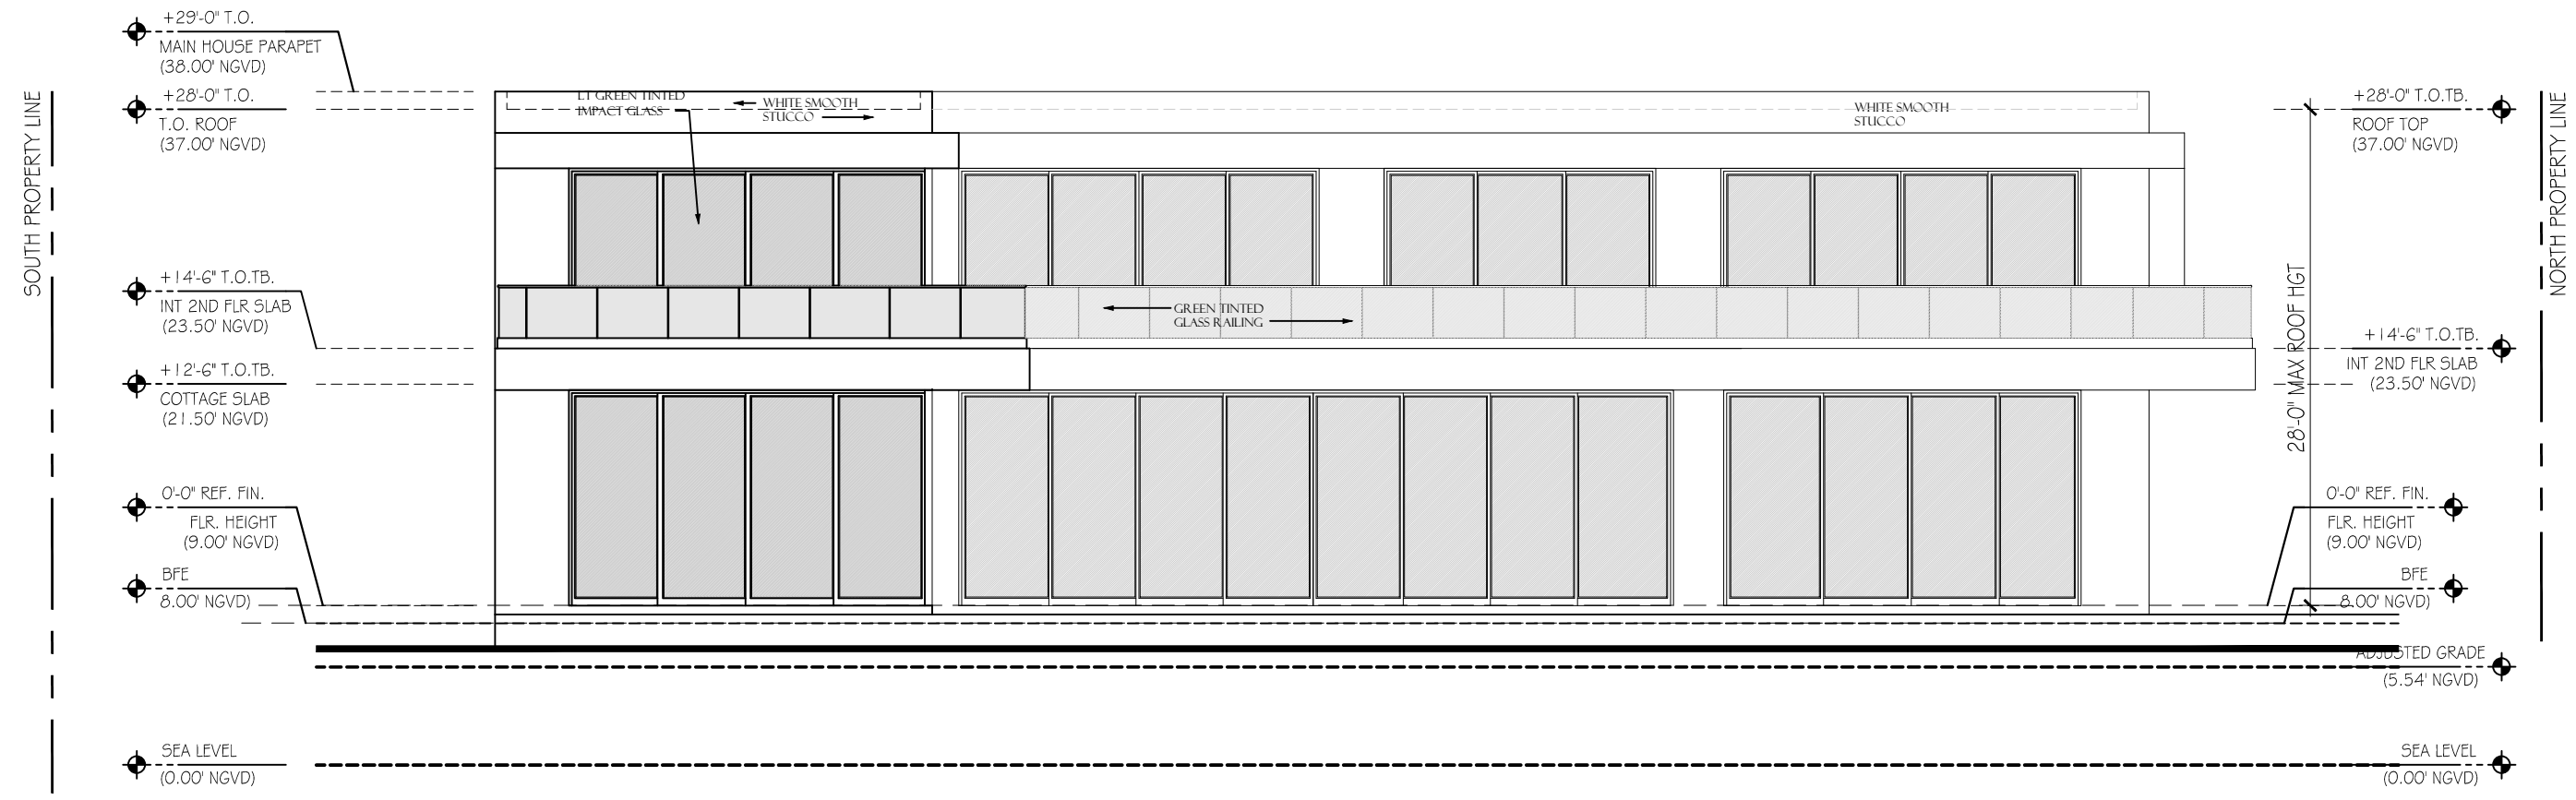 +29'-0" T.O.
MAIN HOUSE PARAPET
(38.00' NGVD)
+28'-0" T.O.
T.O. ROOF
(37.00' NGVD)
SOUTH PROPERTY LINE
+14'-6" T.O.TB.
INT 2ND FLR SLAB
(23.50' NGVD)
+12'-6" T.O.TB.
COTTAGE SLAB
(21.50' NGVD)
0'-0" REF. FIN.
FLR. HEIGHT
(9.00' NGVD)
BFE
8.00' NGVD)
SEA LEVEL
(0.00' NGVD)
LT GREEN TINTED
IMPACT GLASS
WHITE SMOOTH
STUCCO
WHITE SMOOTH
STUCCO
GREEN TINTED
GLASS RAILING
28'-0" MAX ROOF HGT
+28'-0" T.O.TB.
ROOF TOP
(37.00' NGVD)
NORTH PROPERTY LINE
+14'-6" T.O.TB.
INT 2ND FLR SLAB
(23.50' NGVD)
0'-0" REF. FIN.
FLR. HEIGHT
(9.00' NGVD)
BFE
8.00' NGVD)
ADJUSTED GRADE
(5.54' NGVD)
SEA LEVEL
(0.00' NGVD)